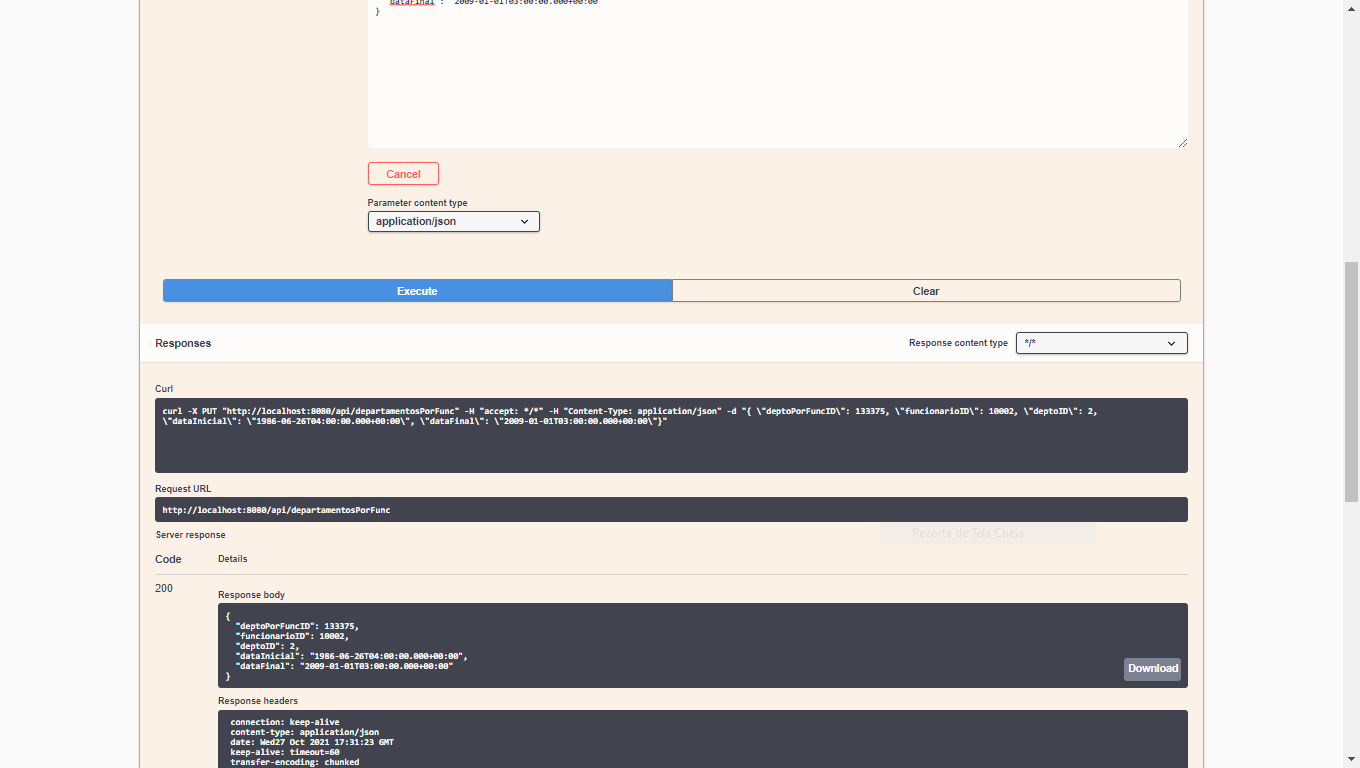 "dataFinal": "2009-01-01T03:00:00.000+00:00"
}
Cancel
Parameter content type
application/json
Execute
Clear
Responses
Response content type
*/*
Curl
curl -X PUT "http://localhost:8080/api/departamentosPorFunc" -H "accept: */*" -H "Content-Type: application/json" -d "{ \"deptoPorFuncID\": 133375, \"funcionarioID\": 10002, \"deptoID\": 2,
\"dataInicial\": \"1986-06-26T04:00:00.000+00:00\", \"dataFinal\": \"2009-01-01T03:00:00.000+00:00\"}"
Request URL
http://localhost:8080/api/departamentosPorFunc
Recorte de Tela Cheia
Server response
Code
Details
200
Response body
{
"deptoPorFuncID": 133375,
"funcionarioID": 10002,
"deptoID": 2,
"dataInicial": "1986-06-26T04:00:00.000+00:00",
"dataFinal": "2009-01-01T03:00:00.000+00:00"
}
Download
Response headers
connection: keep-alive
content-type: application/json
date: Wed27 Oct 2021 17:31:23 GMT
keep-alive: timeout=60
transfer-encoding: chunked